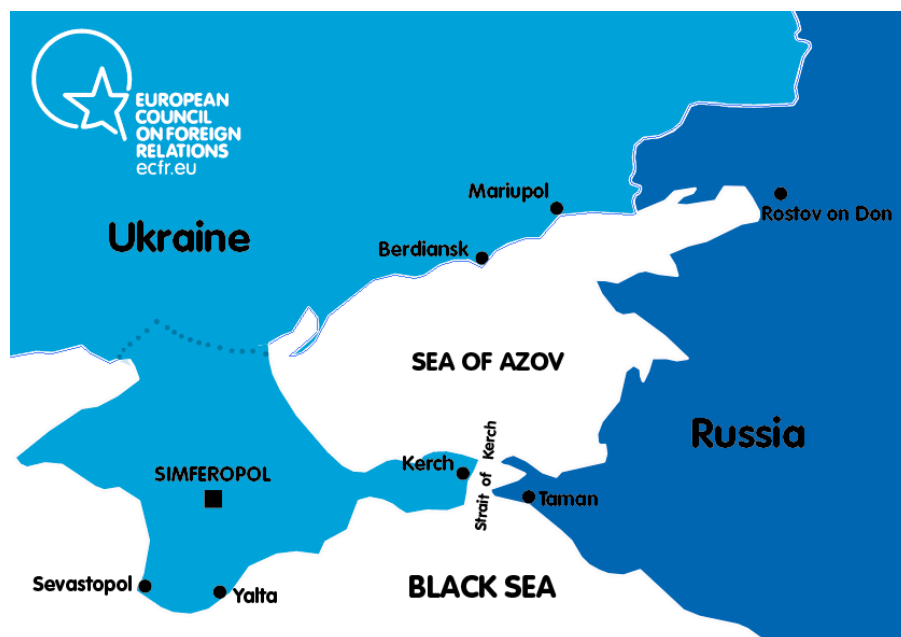 EUROPEAN
COUNCIL
ON FOREIGN
RELATIONS
ecfr.eu
Mariupol
Rostov on Don
Ukraine
Berdiansk
SEA OF AZOV
Russia
Strait of Kerch
Kerch
SIMFEROPOL
Taman
Sevastopol
Yalta
BLACK SEA